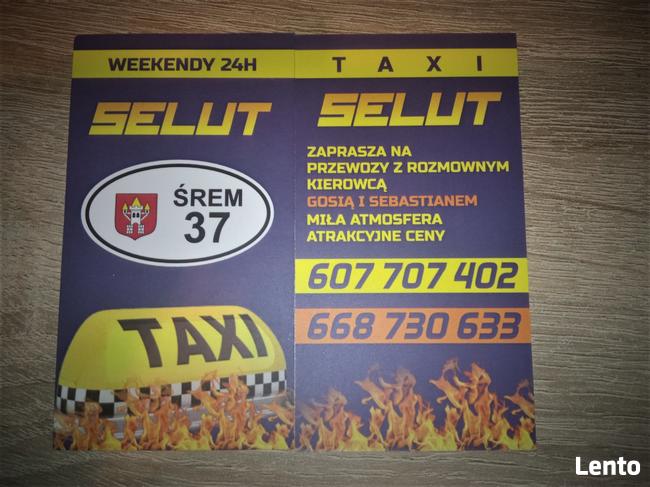 WEEKENDY 24H
SELUT
ŚREM
37
TAXI
TAXI
SELUT
ZAPRASZA NA
PRZEWOZY Z ROZMOWNYM
KIEROWCĄ
GOSIĄ I SEBASTIANEM
MIŁA ATMOSFERA
ATRAKCYJNE CENY
607 707 402
668 730 633
Lento